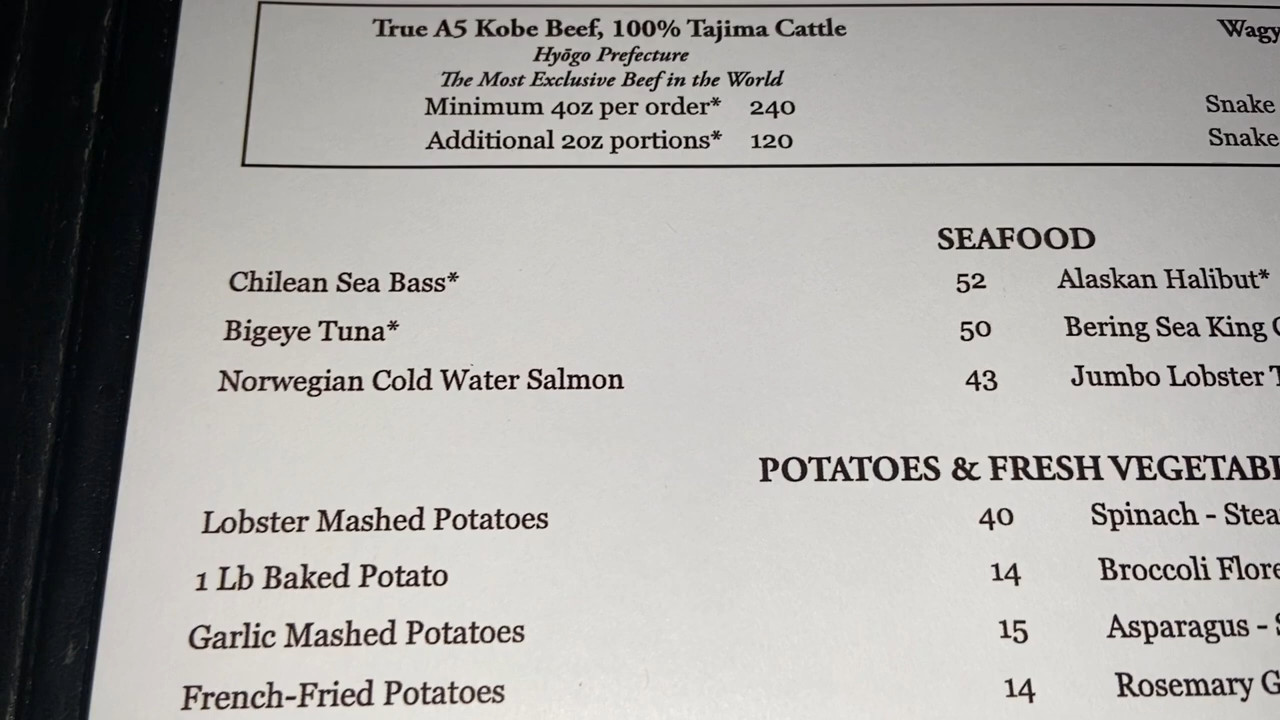 True A5 Kobe Beef, 100% Tajima Cattle
Hyōgo Prefecture
The Most Exclusive Beef in the World
Minimum 4oz per order* 240
Additional 2oz portions* 120
Snake
Snake
SEAFOOD
Chilean Sea Bass* 52 Alaskan Halibut*
Bigeye Tuna* 50 Bering Sea King
Norwegian Cold Water Salmon 43 Jumbo Lobster
POTATOES & FRESH
Lobster Mashed Potatoes 40 Spinach -
1 Lb Baked Potato 14 Broccoli
Garlic Mashed Potatoes 15 Asparagus -
French-Fried Potatoes 14 Rosemary